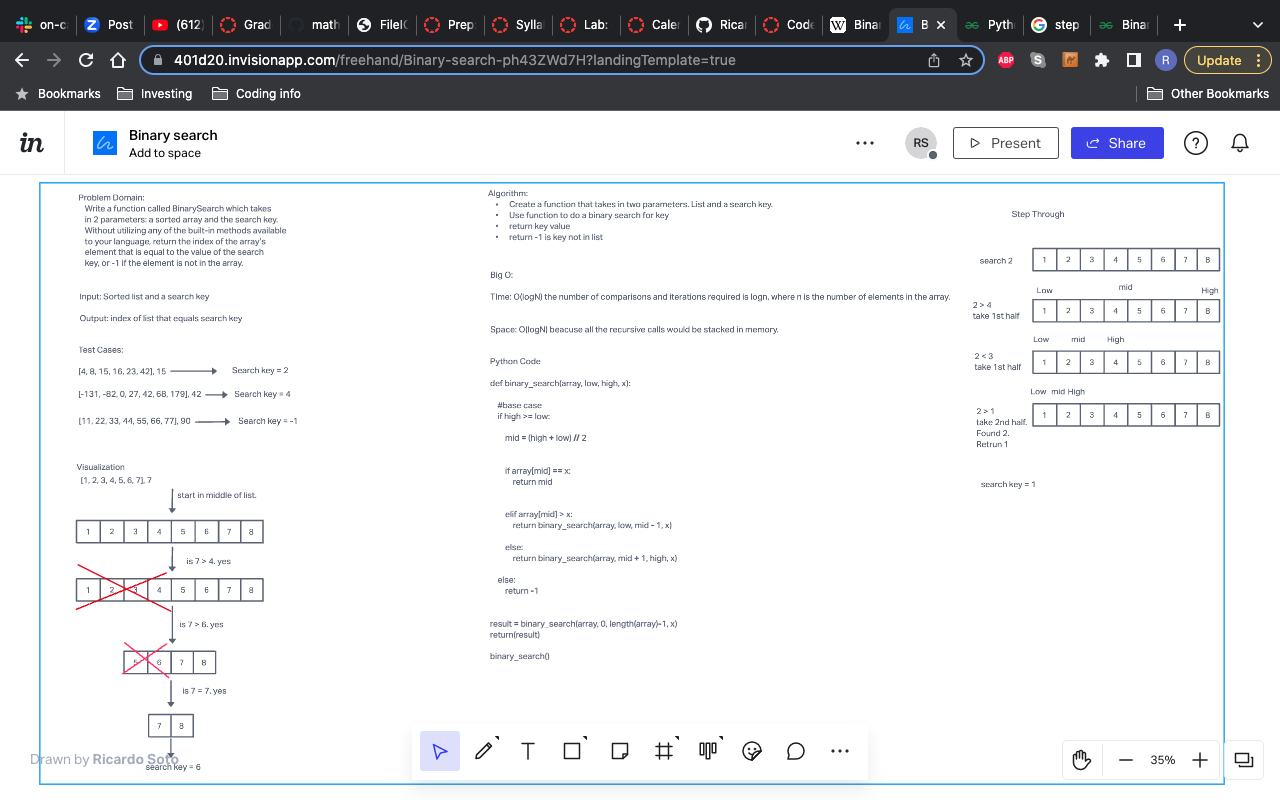 on-c
Post
(612)
Grad
math
FileC
Prep
Sylla
Lab:
Caler
Ricar
Code
Binar
B
Pyth
step
Binar
401d20.invisionapp.com/freehand/Binary-search-ph43ZWd7H?landingTemplate=true
ABP
S
R
Update
Bookmarks
Investing
Coding info
Other Bookmarks
in
Binary search
Add to space
RS
Present
Share
?
Problem Domain:
Write a function called BinarySearch which takes
in 2 parameters: a sorted array and the search key.
Without utilizing any of the built-in methods available
to your language, return the index of the array's
element that is equal to the value of the search
key, or -1 if the element is not in the array.
Input: Sorted list and a search key
Output: index of list that equals search key
Test Cases:
[4, 8, 15, 16, 23, 42], 15 Search key = 2
[-131, -82, 0, 27, 42, 68, 179], 42 Search key = 4
[11, 22, 33, 44, 55, 66, 77], 90 Search key = -1
Visualization
[1, 2, 3, 4, 5, 6, 7], 7
start in middle of list.
1 2 3 4 5 6 7 8
is 7 > 4. yes
1 2 3 4 5 6 7 8
is 7 > 6. yes
5 6 7 8
is 7 = 7. yes
7 8
search key = 6
Drawn by Ricardo Soto
Algorithm:
• Create a function that takes in two parameters. List and a search key.
• Use function to do a binary search for key
• return key value
• return -1 is key not in list
Big O:
TIme: O(logN) the number of comparisons and iterations required is logn, where n is the number of elements in the array.
Space: O(logN) beacuse all the recursive calls would be stacked in memory.
Python Code
def binary_search(array, low, high, x):
#base case
if high >= low:
mid = (high + low) // 2
if array[mid] == x:
return mid
elif array[mid] > x:
return binary_search(array, low, mid - 1, x)
else:
return binary_search(array, mid + 1, high, x)
else:
return -1
result = binary_search(array, 0, length(array)-1, x)
return(result)
binary_search()
Step Through
search 2
1 2 3 4 5 6 7 8
Low mid High
2 > 4
take 1st half
1 2 3 4 5 6 7 8
Low mid High
2 < 3
take 1st half
1 2 3 4 5 6 7 8
Low mid High
2 > 1
take 2nd half.
Found 2.
Retrun 1
1 2 3 4 5 6 7 8
search key = 1
T
35%